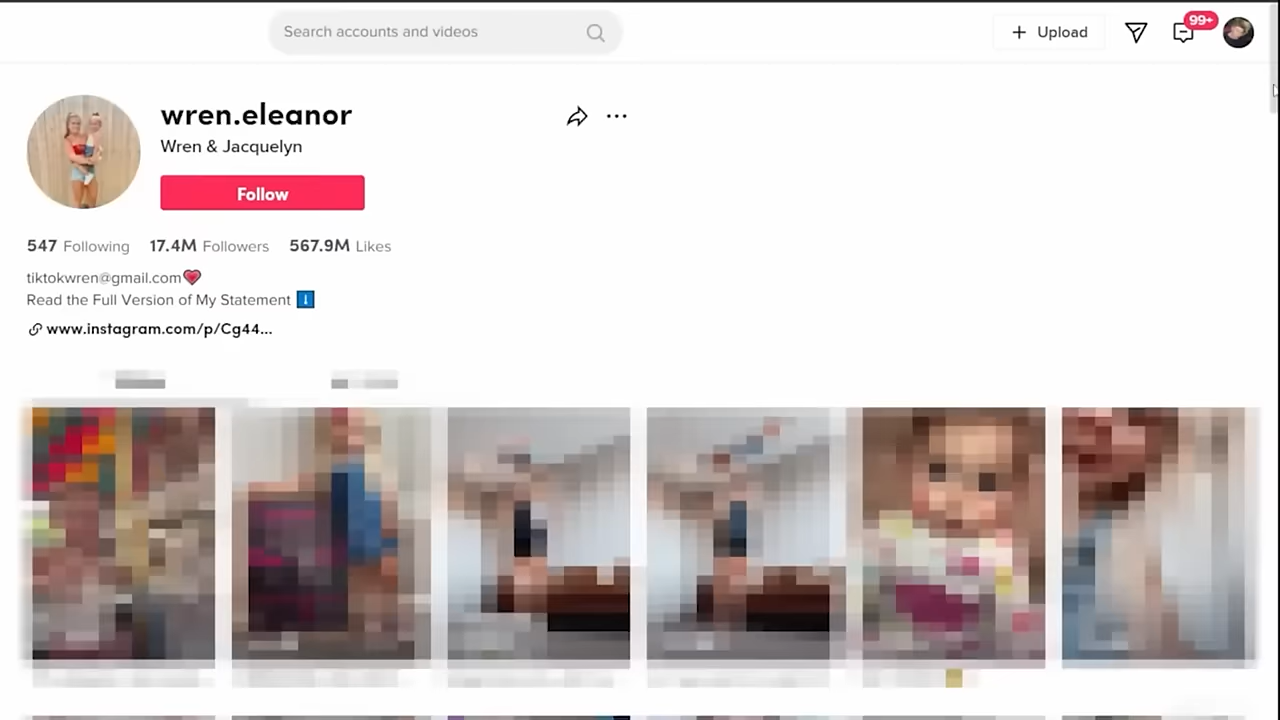 Search accounts and videos
+ Upload
99+
wren.eleanor
Wren & Jacquelyn
Follow
547 Following 17.4M Followers 567.9M Likes
tiktokwren@gmail.com💗
Read the Full Version of My Statement ⬇️
www.instagram.com/p/Cg44...